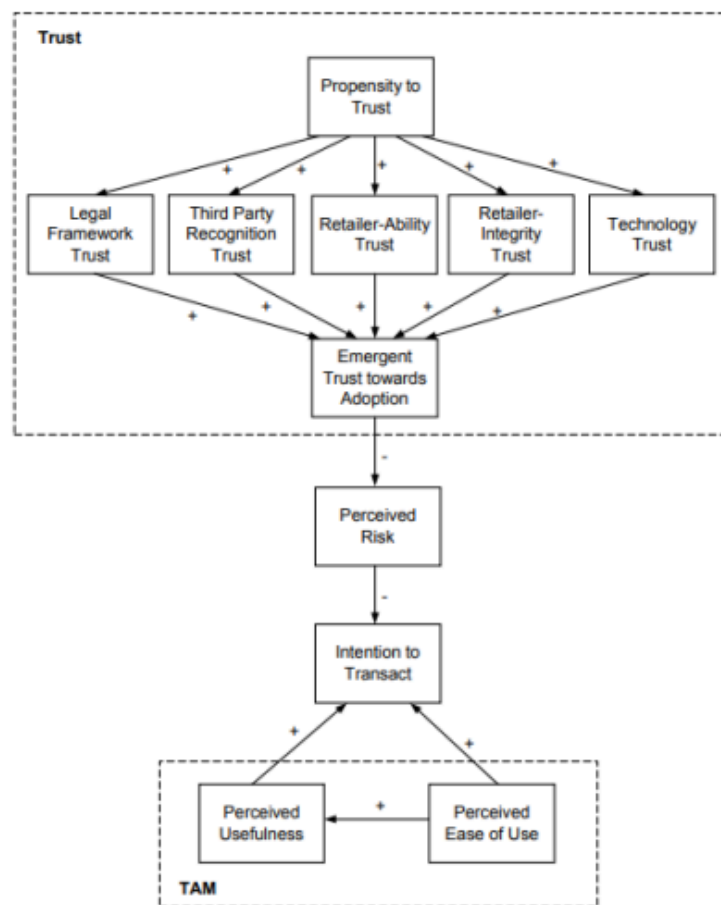 Trust
Propensity to
Trust
+ + + + +
Legal
Framework
Trust
Third Party
Recognition
Trust
Retailer-Ability
Trust
Retailer-
Integrity
Trust
Technology
Trust
+ + + + +
Emergent
Trust towards
Adoption
-
Perceived
Risk
-
Intention to
Transact
+ +
Perceived
Usefulness
+
Perceived
Ease of Use
TAM